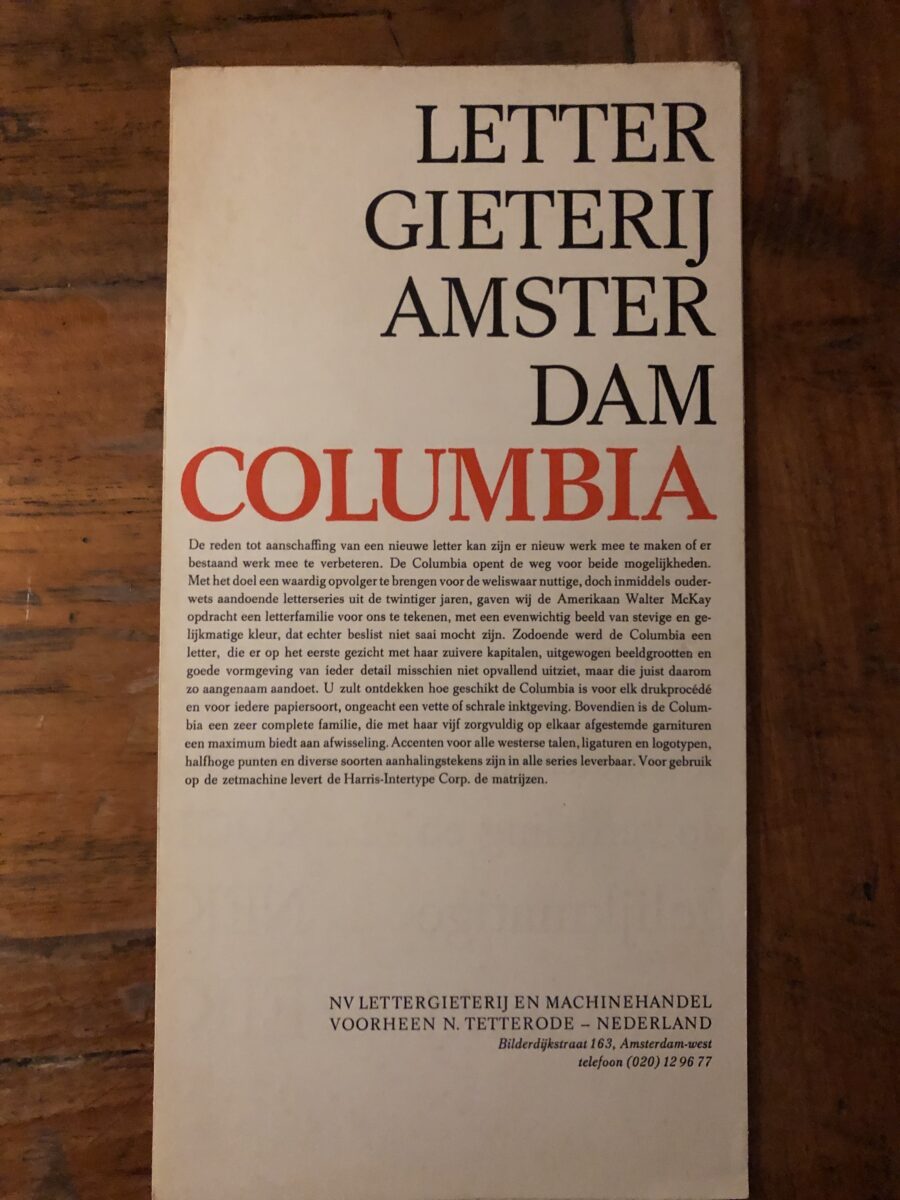 LETTER
GIETERIJ
AMSTER
DAM
COLUMBIA
De reden tot aanschaffing van een nieuwe letter kan zijn er nieuw werk mee te maken of er
bestaand werk mee te verbeteren. De Columbia opent de weg voor beide mogelijkheden.
Met het doel een waardig opvolger te brengen voor de weliswaar nuttige, doch inmiddels ouder-
wets aandoende letterseries uit de twintiger jaren, gaven wij de Amerikaan Walter McKay
opdracht een letterfamilie voor ons te tekenen, met een evenwichtig beeld van stevige en ge-
lijkmatige kleur, dat echter beslist niet saai mocht zijn. Zodoende werd de Columbia een
letter, die er op het eerste gezicht met haar zuivere kapitalen, uitgewogen beeldgrootten en
goede vormgeving van ieder detail misschien niet opvallend uitziet, maar die juist daarom
zo aangenaam aandoet. U zult ontdekken hoe geschikt de Columbia is voor elk drukprocédé
en voor iedere papiersoort, ongeacht een vette of schrale inktgeving. Bovendien is de Colum-
bia een zeer complete familie, die met haar vijf zorgvuldig op elkaar afgestemde garnituren
een maximum biedt aan afwisseling. Accenten voor alle westerse talen, ligaturen en logotypen,
halfhoge punten en diverse soorten aanhalingstekens zijn in alle series leverbaar. Voor gebruik
op de zetmachine levert de Harris-Intertype Corp. de matrijzen.
NV LETTERGIETERIJ EN MACHINEHANDEL
VOORHEEN N. TETTERODE – NEDERLAND
Bilderdijkstraat 163, Amsterdam-west
telefoon (020) 12 96 77